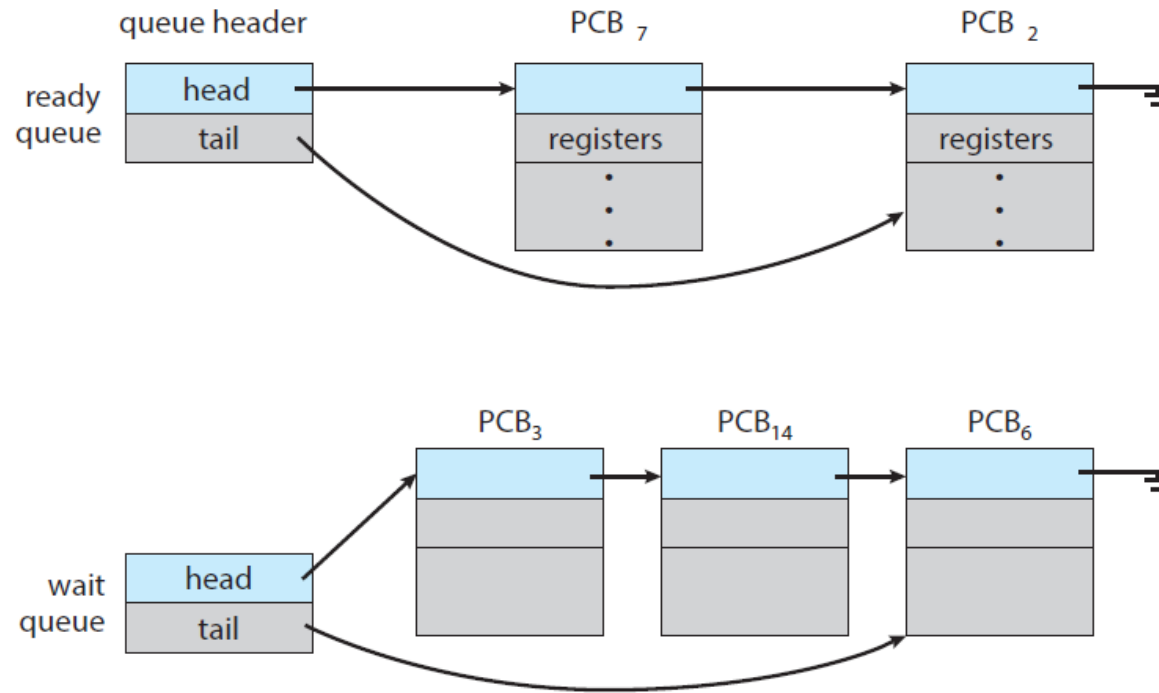 queue header
PCB 7
PCB 2
ready
queue
head
tail
registers
registers
PCB3
PCB14
PCB6
wait
queue
head
tail